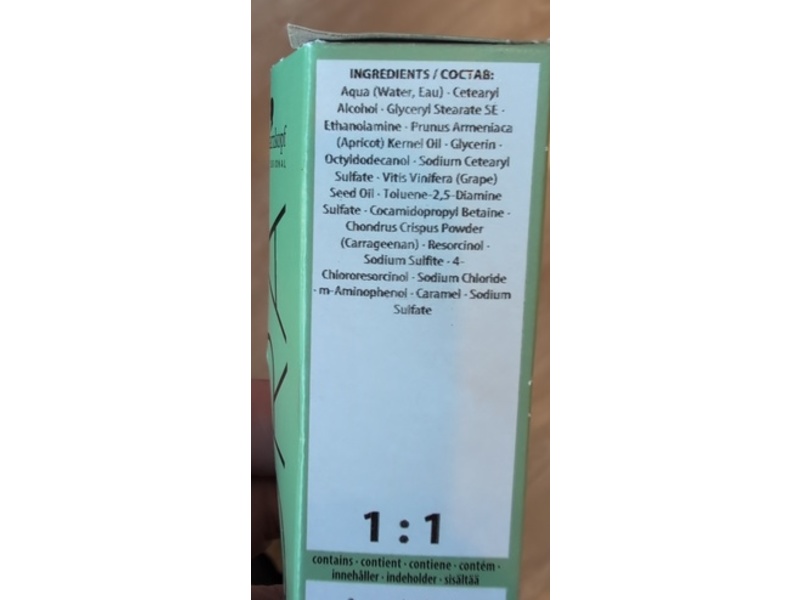 INGREDIENTS / СОСТАВ:
Aqua (Water, Eau) · Cetearyl
Alcohol · Glyceryl Stearate SE ·
Ethanolamine · Prunus Armeniaca
(Apricot) Kernel Oil · Glycerin ·
Octyldodecanol · Sodium Cetearyl
Sulfate · Vitis Vinifera (Grape)
Seed Oil · Toluene-2,5-Diamine
Sulfate · Cocamidopropyl Betaine ·
Chondrus Crispus Powder
(Carrageenan) · Resorcinol ·
Sodium Sulfite · 4-
Chlororesorcinol · Sodium Chloride
· m-Aminophenol · Caramel · Sodium
Sulfate
1 : 1
contains · contient · contiene · contém ·
innehåller · indeholder · sisältää